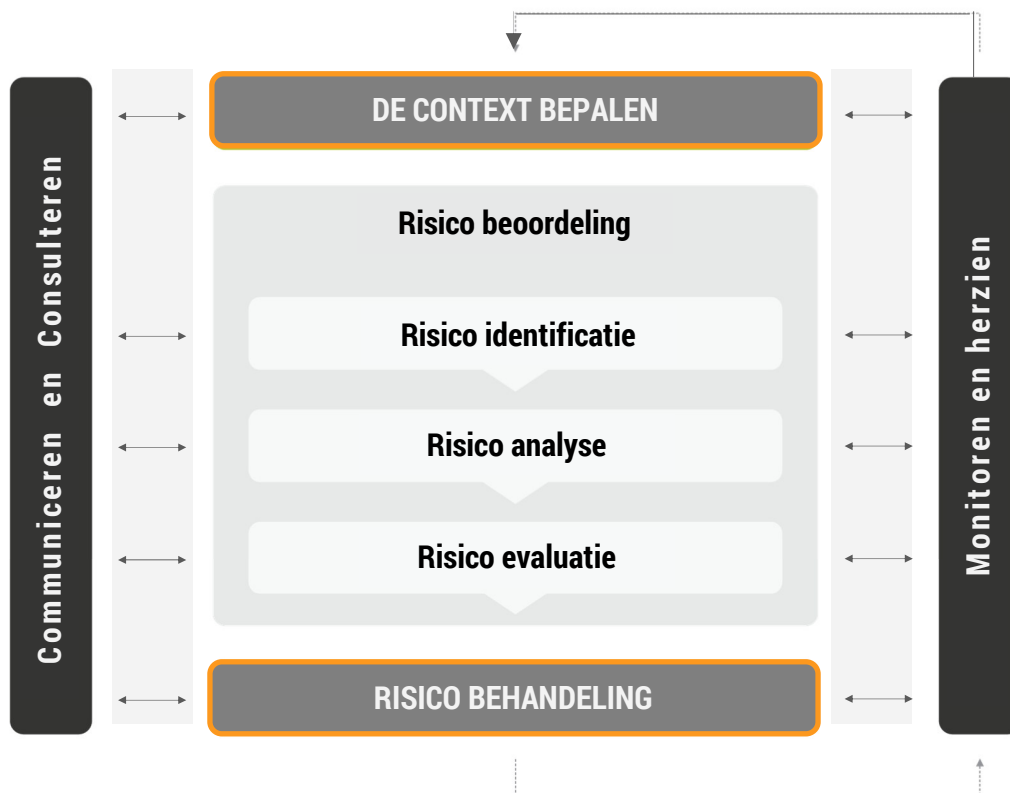 DE CONTEXT BEPALEN
Communiceren en Consulteren
Risico beoordeling
Risico identificatie
Risico analyse
Risico evaluatie
Monitoren en herzien
RISICO BEHANDELING